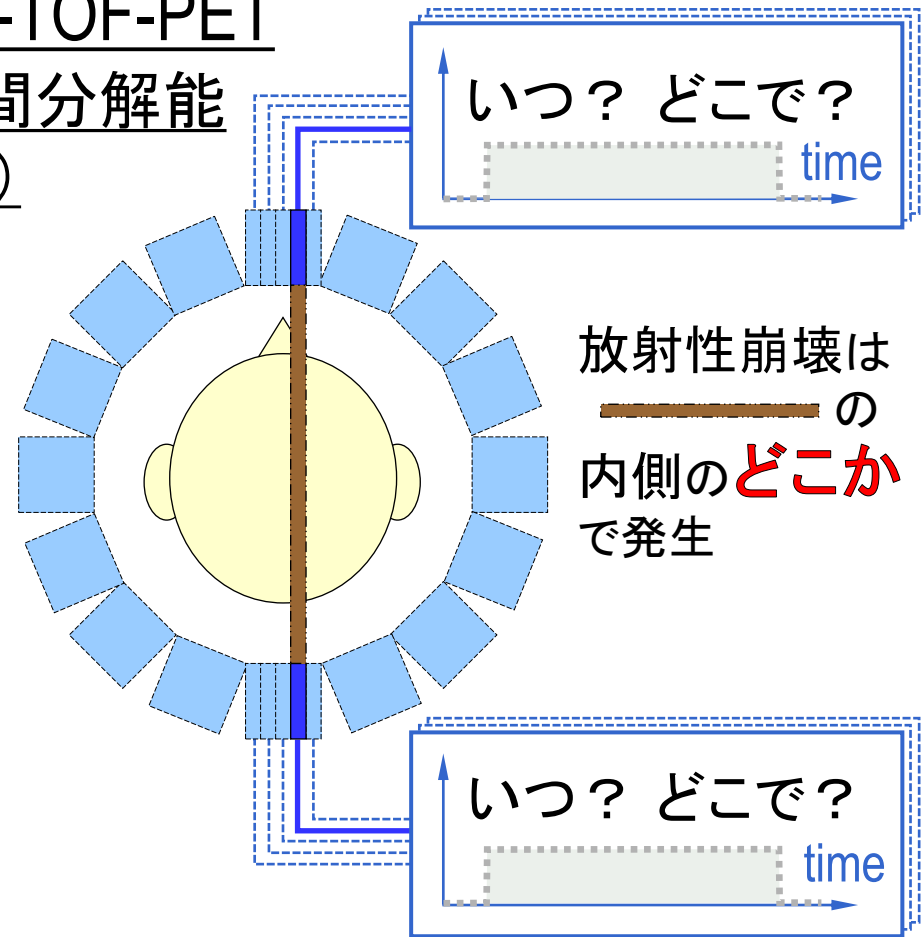 -TOF-PET
間分解能
)
いつ？ どこで？
time
放射性崩壊は
の
内側のどこか
で発生
いつ？ どこで？
time